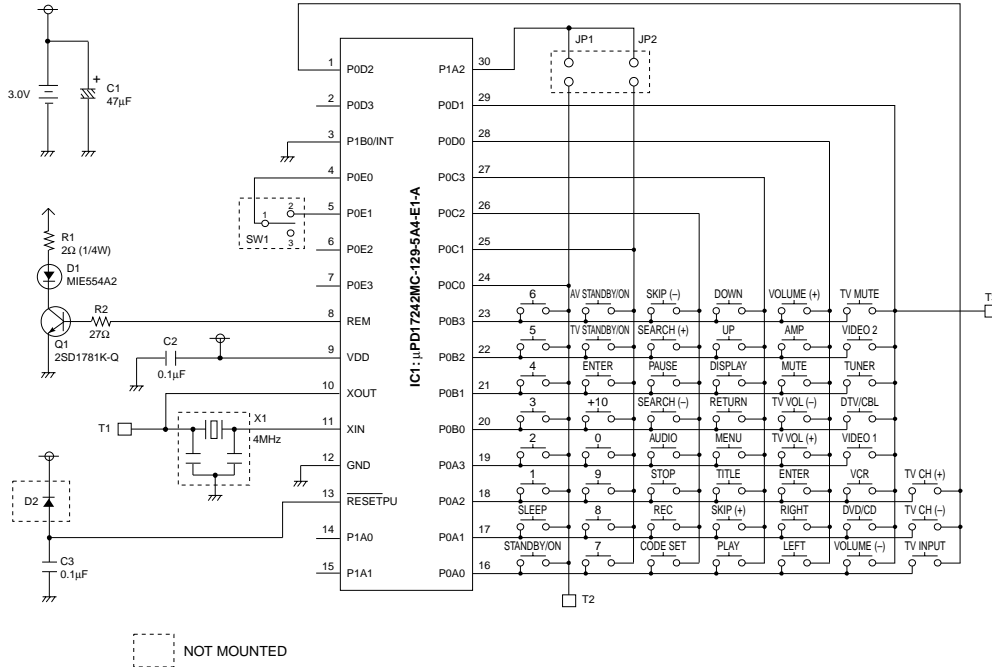 JP1 JP2
3.0V
+
C1
47µF
1 P0D2
2 P0D3
3 P1B0/INT
4 P0E0
5 P0E1
6 P0E2
7 P0E3
8 REM
9 VDD
10 XOUT
11 XIN
12 GND
13 RESETPU
14 P1A0
15 P1A1
IC1::µPD17242MC-129-5A4-E1-A
P1A2 30
P0D1 29
P0D0 28
P0C3 27
P0C2 26
P0C1 25
P0C0 24
P0B3 23
P0B2 22
P0B1 21
P0B0 20
P0A3 19
P0A2 18
P0A1 17
P0A0 16
1 2
SW1 3
R1
2Ω (1/4W)
D1
MIE554A2
R2
27Ω
Q1
2SD1781K-Q
C2
0.1µF
T1
X1
4MHz
D2
C3
0.1µF
6 AV STANDBY/ON SKIP (–) DOWN VOLUME (+) TV MUTE
5 TV STANDBY/ON SEARCH (+) UP AMP VIDEO 2
4 ENTER PAUSE DISPLAY MUTE TUNER
3 +10 SEARCH (–) RETURN TV VOL (–) DTV/CBL
2 0 AUDIO MENU TV VOL (+) VIDEO 1
1 9 STOP TITLE ENTER VCR TV CH (+)
SLEEP 8 REC SKIP (+) RIGHT DVD/CD TV CH (–)
STANDBY/ON 7 CODE SET PLAY LEFT VOLUME (–) TV INPUT
T2
NOT MOUNTED